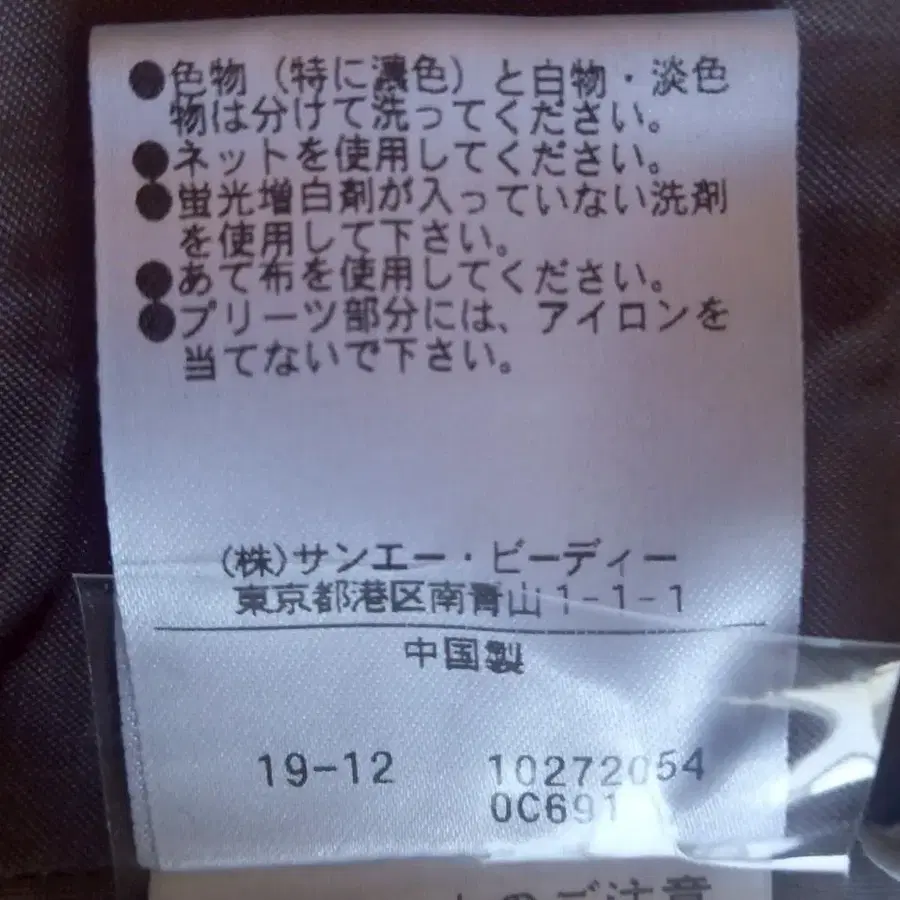 ●色物（特に濃色）と白物・淡色
物は分けて洗ってください。
●ネットを使用してください。
●蛍光増白剤が入っていない洗剤
を使用して下さい。
●あて布を使用してください。
●プリーツ部分には、アイロンを
当てないで下さい。
(株)サンエー・ビーディー
東京都港区南青山1-1-1
中国製
19-12 10272054
0C691
のご注意